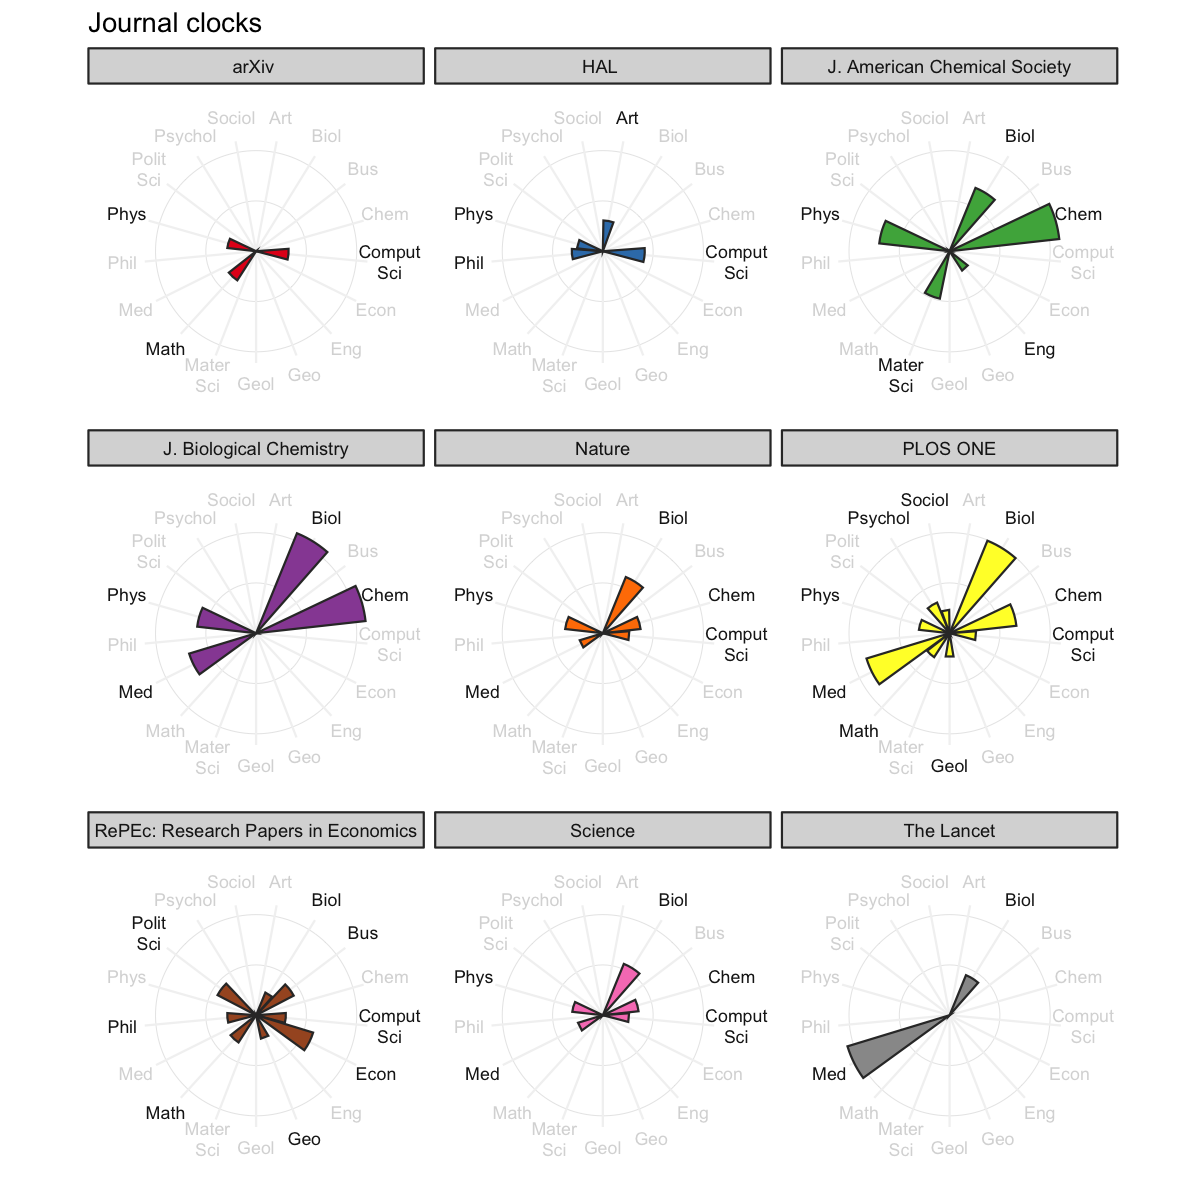 Journal clocks
arXiv
HAL
J. American Chemical Society
Sociol Art
Psychol Biol
Polit
Sci
Bus
Phys Chem
Phil Comput
Sci
Med Econ
Math Eng
Mater
Sci
Geol Geo
Sociol Art
Psychol Biol
Polit
Sci
Bus
Phys Chem
Phil Comput
Sci
Med Econ
Math Eng
Mater
Sci
Geol Geo
Sociol Art
Psychol Biol
Polit
Sci
Bus
Phys Chem
Phil Comput
Sci
Med Econ
Math Eng
Mater
Sci
Geol Geo
J. Biological Chemistry
Nature
PLOS ONE
Sociol Art
Psychol Biol
Polit
Sci
Bus
Phys Chem
Phil Comput
Sci
Med Econ
Math Eng
Mater
Sci
Geol Geo
Sociol Art
Psychol Biol
Polit
Sci
Bus
Phys Chem
Phil Comput
Sci
Med Econ
Math Eng
Mater
Sci
Geol Geo
Sociol Art
Psychol Biol
Polit
Sci
Bus
Phys Chem
Phil Comput
Sci
Med Econ
Math Eng
Mater
Sci
Geol Geo
RePEc: Research Papers in Economics
Science
The Lancet
Sociol Art
Psychol Biol
Polit
Sci
Bus
Phys Chem
Phil Comput
Sci
Med Econ
Math Eng
Mater
Sci
Geol Geo
Sociol Art
Psychol Biol
Polit
Sci
Bus
Phys Chem
Phil Comput
Sci
Med Econ
Math Eng
Mater
Sci
Geol Geo
Sociol Art
Psychol Biol
Polit
Sci
Bus
Phys Chem
Phil Comput
Sci
Med Econ
Math Eng
Mater
Sci
Geol Geo